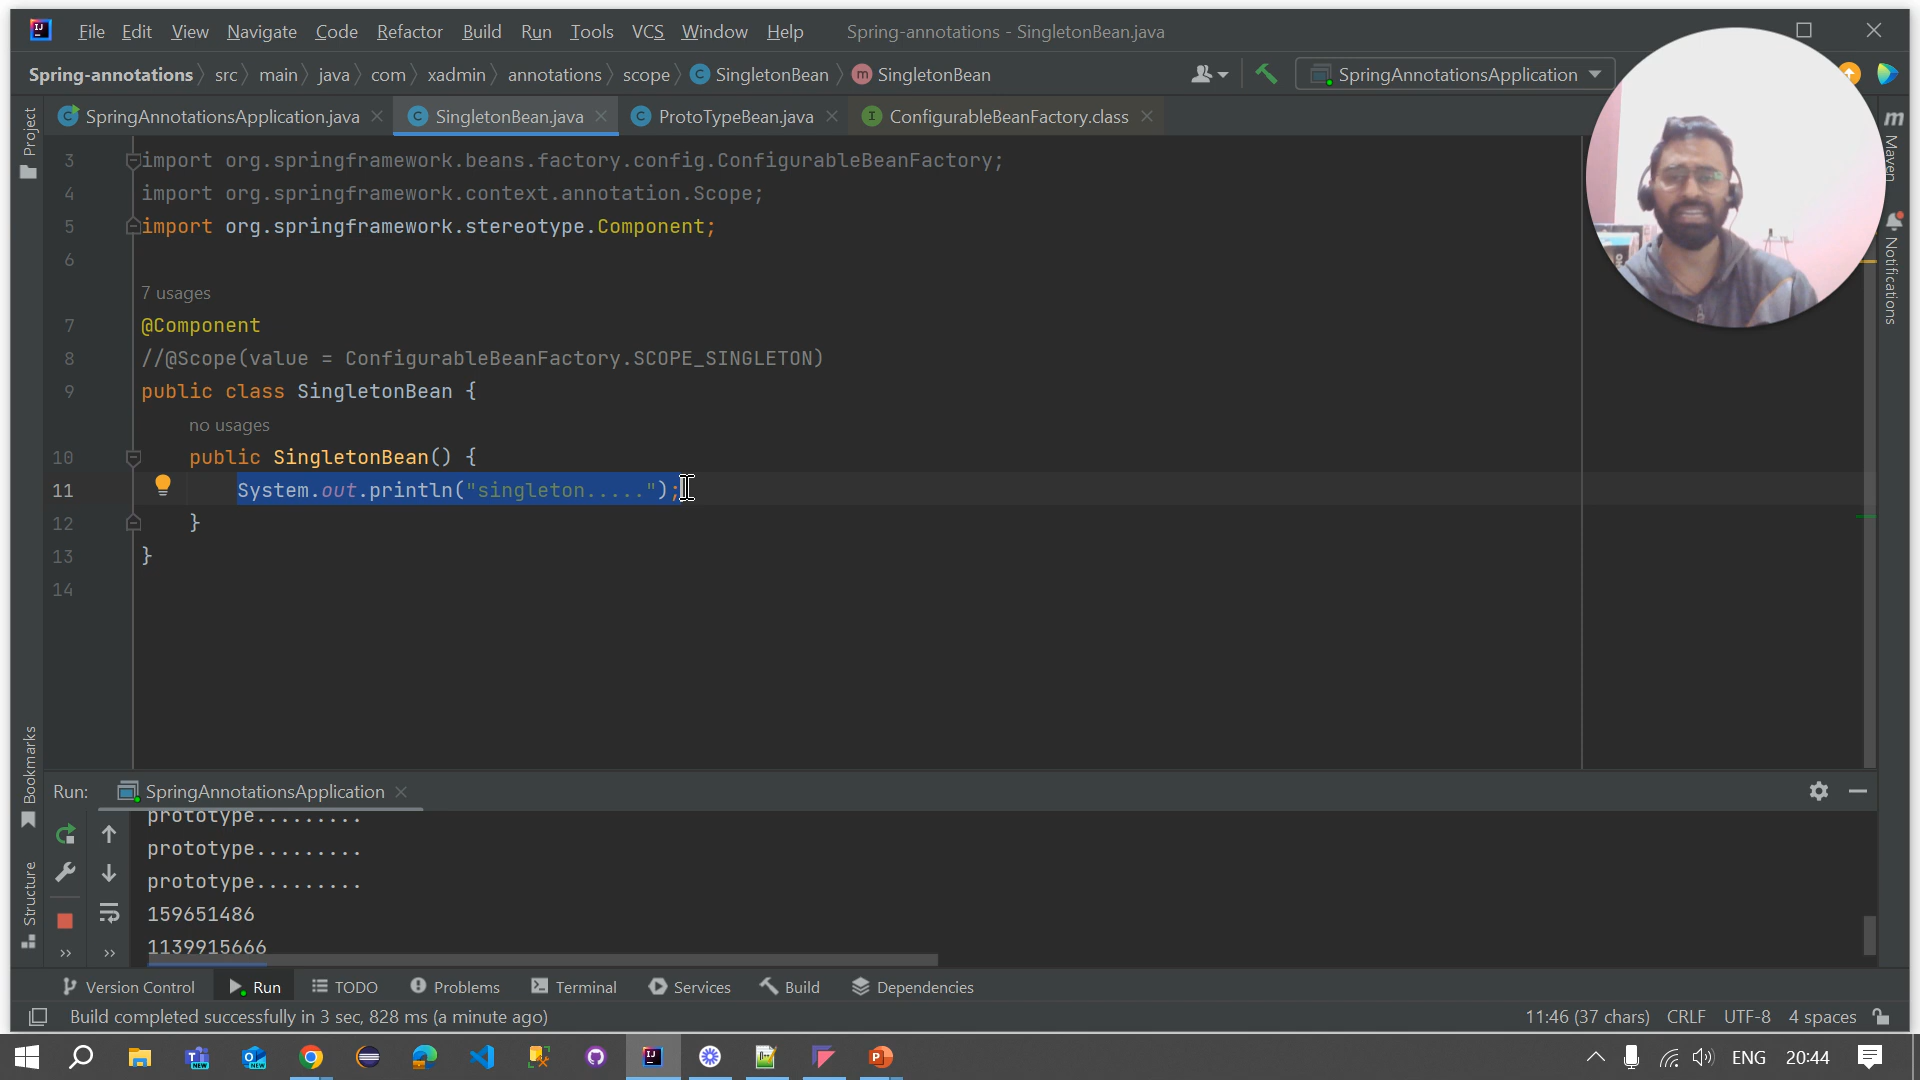 File Edit View Navigate Code Refactor Build Run Tools VCS Window Help Spring-annotations - SingletonBean.java
Spring-annotations src main java com xadmin annotations scope SingletonBean SingletonBean SpringAnnotationsApplication
SpringAnnotationsApplication.java SingletonBean.java ProtoTypeBean.java ConfigurableBeanFactory.class
Project
Bookmarks
Structure
Maven
Notifications
3 import org.springframework.beans.factory.config.ConfigurableBeanFactory;
4 import org.springframework.context.annotation.Scope;
5 import org.springframework.stereotype.Component;
6
7 usages
7 @Component
8 //@Scope(value = ConfigurableBeanFactory.SCOPE_SINGLETON)
9 public class SingletonBean {
no usages
10 public SingletonBean() {
11 System.out.println("singleton.....");
12 }
13 }
14
Run: SpringAnnotationsApplication
prototype.........
prototype.........
prototype.........
159651486
1139915666
Version Control Run TODO Problems Terminal Services Build Dependencies
Build completed successfully in 3 sec, 828 ms (a minute ago) 11:46 (37 chars) CRLF UTF-8 4 spaces
ENG 20:44